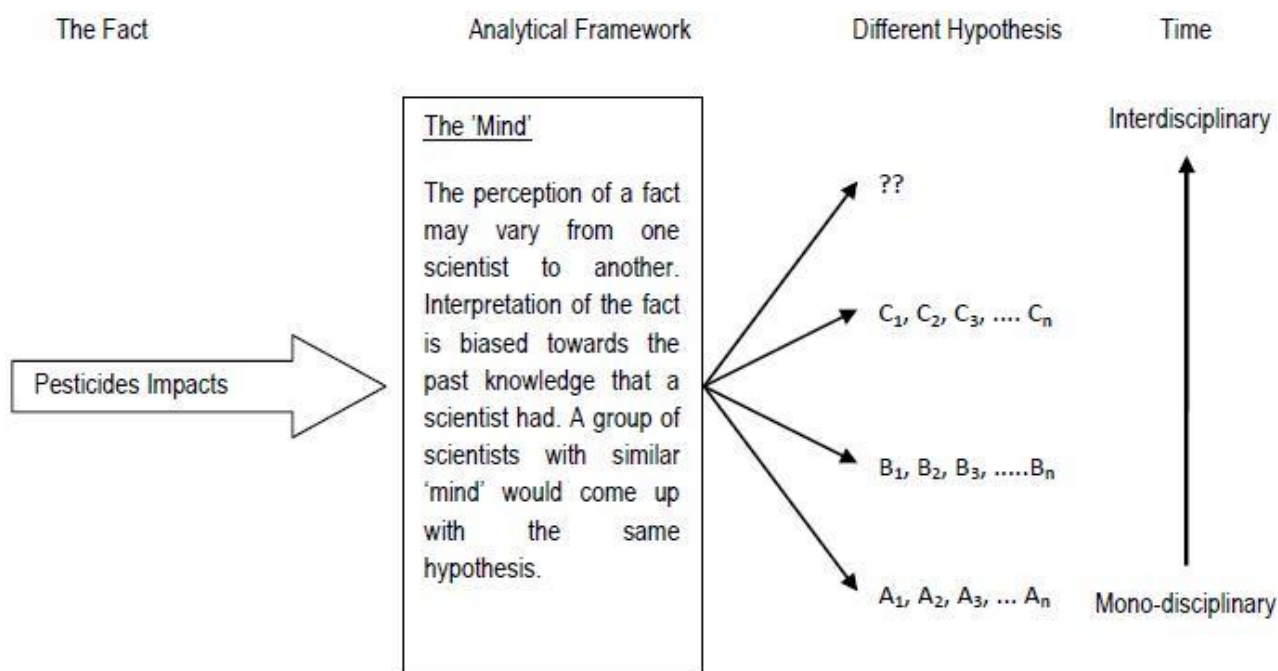 The Fact Analytical Framework Different Hypothesis Time
The 'Mind'
The perception of a fact
may vary from one
scientist to another.
Interpretation of the fact
is biased towards the
past knowledge that a
scientist had. A group of
scientists with similar
‘mind’ would come up
with the same
hypothesis.
Pesticides Impacts
??
C₁, C₂, C₃, .... Cₙ
B₁, B₂, B₃, .....Bₙ
A₁, A₂, A₃, ... Aₙ
Interdisciplinary
Mono-disciplinary